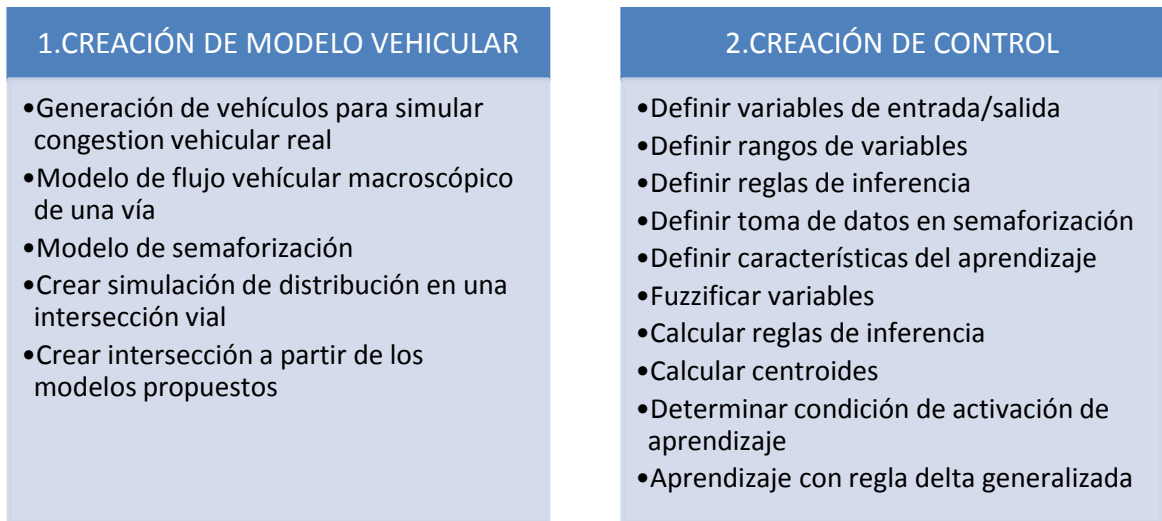 1.CREACIÓN DE MODELO VEHICULAR
•Generación de vehículos para simular
congestion vehicular real
•Modelo de flujo vehícular macroscópico
de una vía
•Modelo de semaforización
•Crear simulación de distribución en una
intersección vial
•Crear intersección a partir de los
modelos propuestos
2.CREACIÓN DE CONTROL
•Definir variables de entrada/salida
•Definir rangos de variables
•Definir reglas de inferencia
•Definir toma de datos en semaforización
•Definir características del aprendizaje
•Fuzzificar variables
•Calcular reglas de inferencia
•Calcular centroides
•Determinar condición de activación de
aprendizaje
•Aprendizaje con regla delta generalizada